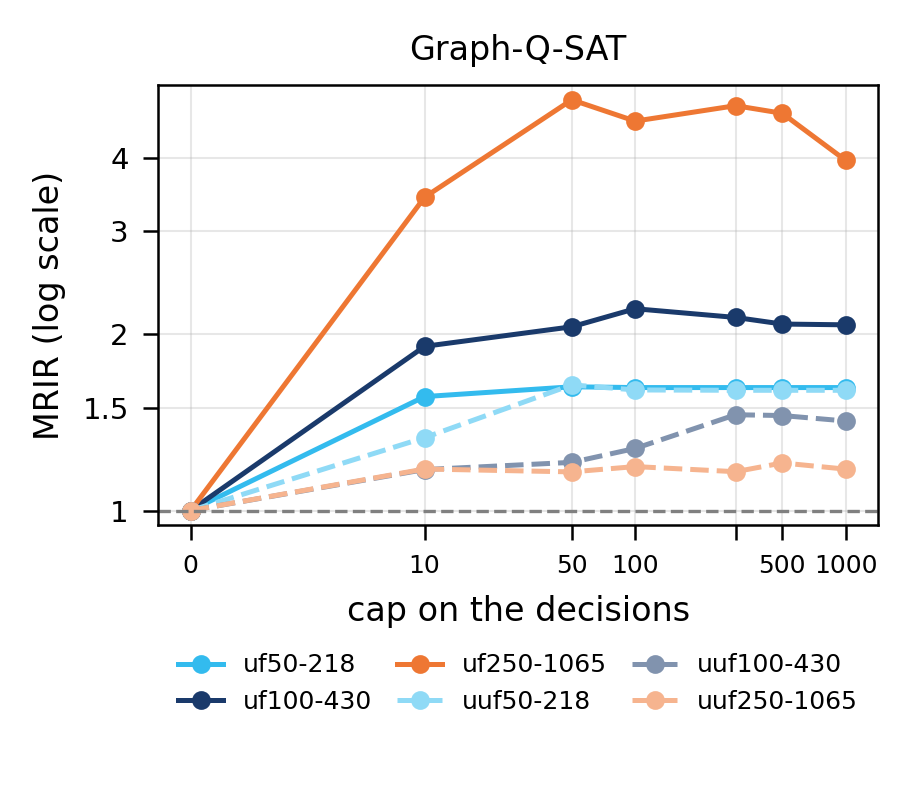 Graph-Q-SAT
MRIR (log scale)
4
3
2
1.5
1
0 10 50 100 500 1000
cap on the decisions
uf50-218 uf250-1065 uuf100-430
uf100-430 uuf50-218 uuf250-1065